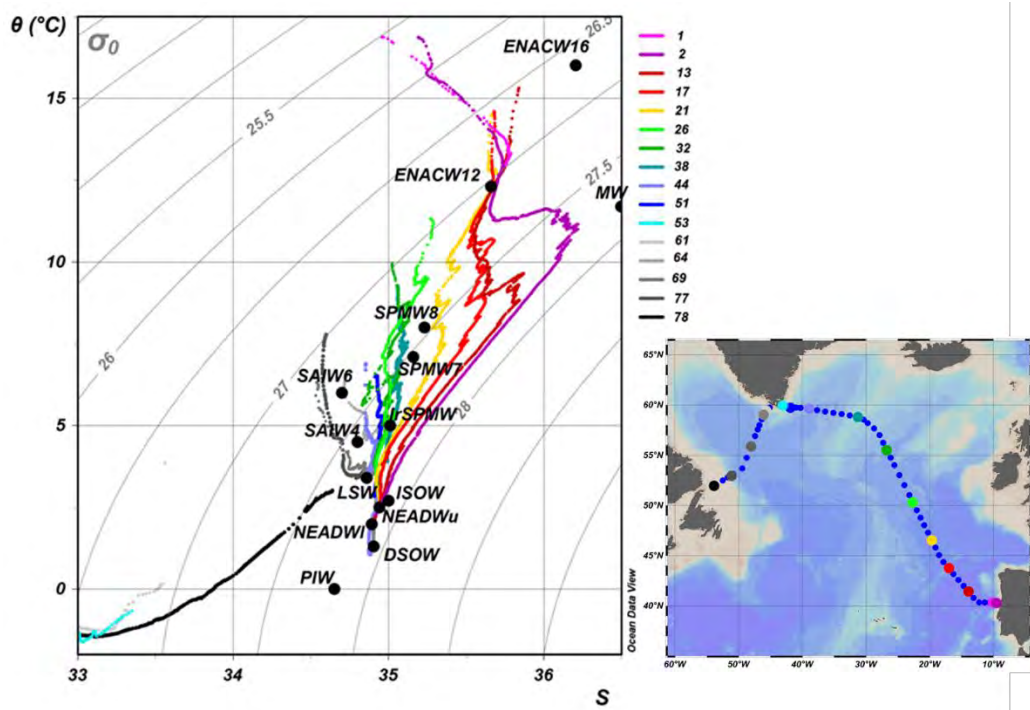 θ (°C)
σ0
26.5
ENACW16
15
25.5
ENACW12
27.5
MW
10
SPMW8
26
SPMW7
SAIW6
27
28
IrSPMW
5
SAIW4
LSW
ISOW
NEADWu
NEADWl
DSOW
PIW
0
33
34
35
36
S
1
2
13
17
21
26
32
38
44
51
53
61
64
69
77
78
65°N
60°N
55°N
50°N
45°N
40°N
Ocean Data View
60°W
50°W
40°W
30°W
20°W
10°W